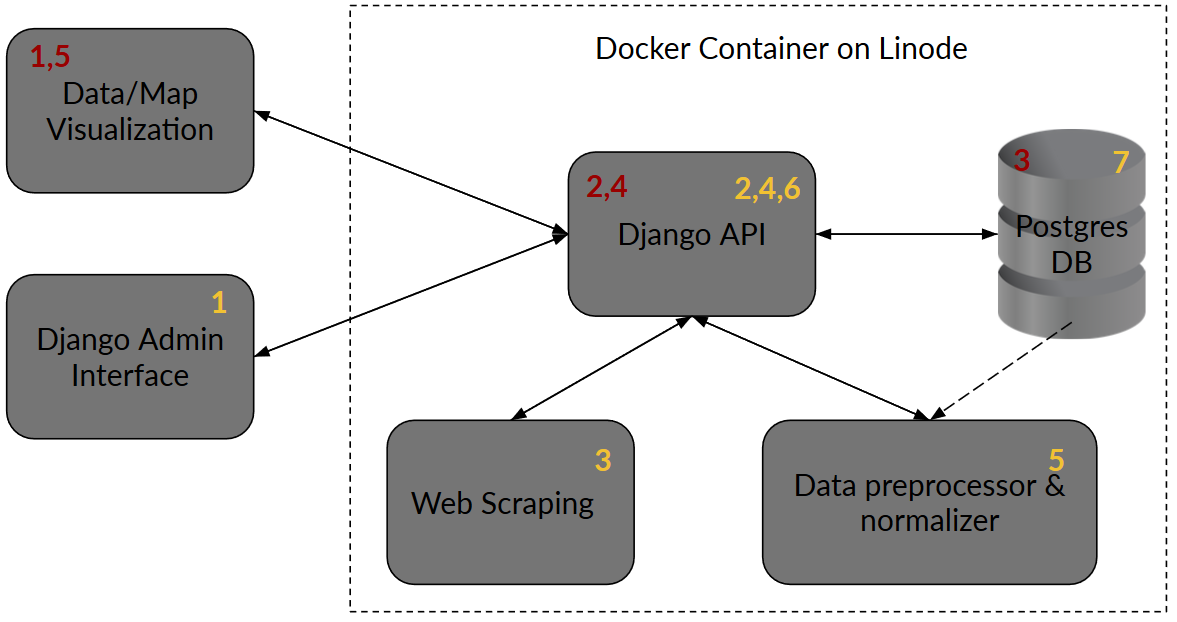 Docker Container on Linode
1,5
Data/Map
Visualization
2,4 2,4,6
Django API
3 7
Postgres
DB
1
Django Admin
Interface
3
Web Scraping
5
Data preprocessor &
normalizer